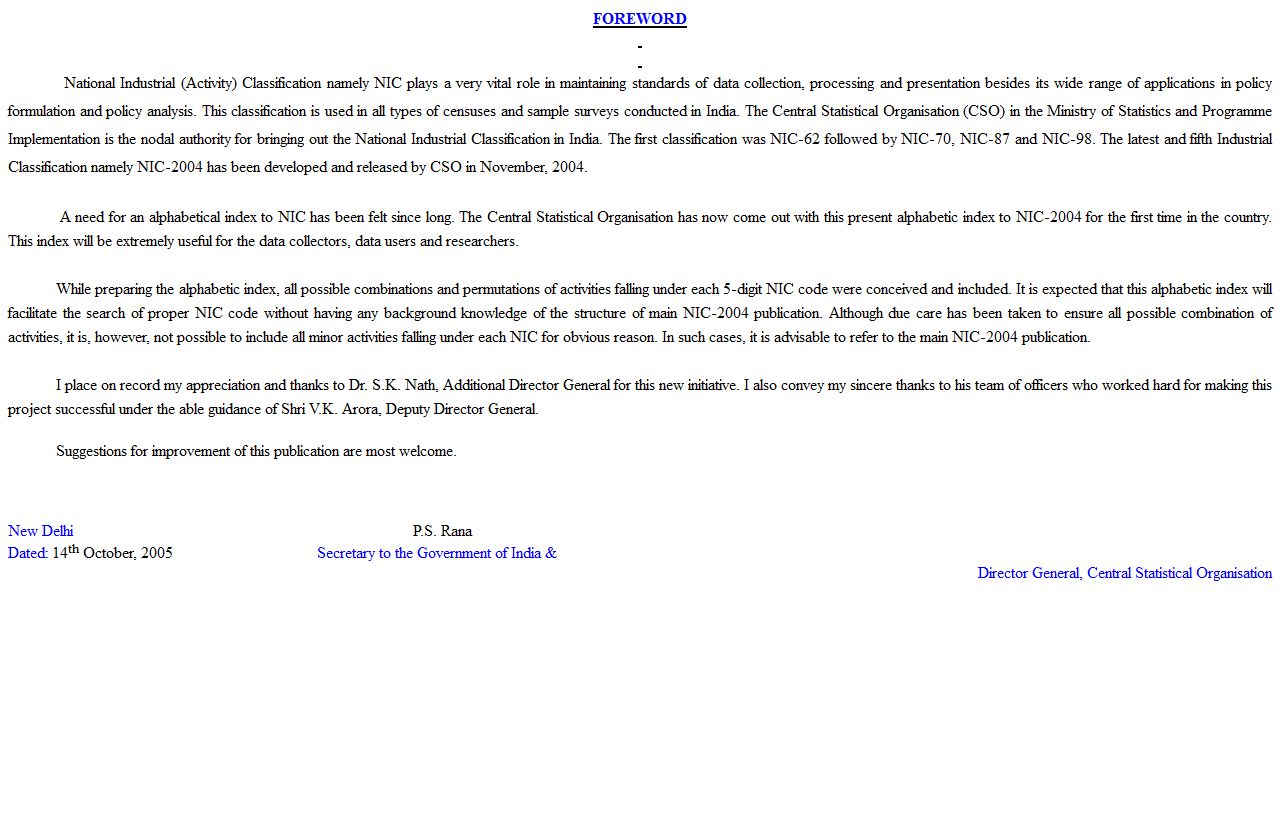 FOREWORD
-
-
National Industrial (Activity) Classification namely NIC plays a very vital role in maintaining standards of data collection, processing and presentation besides its wide range of applications in policy
formulation and policy analysis. This classification is used in all types of censuses and sample surveys conducted in India. The Central Statistical Organisation (CSO) in the Ministry of Statistics and Programme
Implementation is the nodal authority for bringing out the National Industrial Classification in India. The first classification was NIC-62 followed by NIC-70, NIC-87 and NIC-98. The latest and fifth Industrial
Classification namely NIC-2004 has been developed and released by CSO in November, 2004.
A need for an alphabetical index to NIC has been felt since long. The Central Statistical Organisation has now come out with this present alphabetic index to NIC-2004 for the first time in the country.
This index will be extremely useful for the data collectors, data users and researchers.
While preparing the alphabetic index, all possible combinations and permutations of activities falling under each 5-digit NIC code were conceived and included. It is expected that this alphabetic index will
facilitate the search of proper NIC code without having any background knowledge of the structure of main NIC-2004 publication. Although due care has been taken to ensure all possible combination of
activities, it is, however, not possible to include all minor activities falling under each NIC for obvious reason. In such cases, it is advisable to refer to the main NIC-2004 publication.
I place on record my appreciation and thanks to Dr. S.K. Nath, Additional Director General for this new initiative. I also convey my sincere thanks to his team of officers who worked hard for making this
project successful under the able guidance of Shri V.K. Arora, Deputy Director General.
Suggestions for improvement of this publication are most welcome.
New Delhi P.S. Rana
Dated: 14th October, 2005 Secretary to the Government of India &
Director General, Central Statistical Organisation